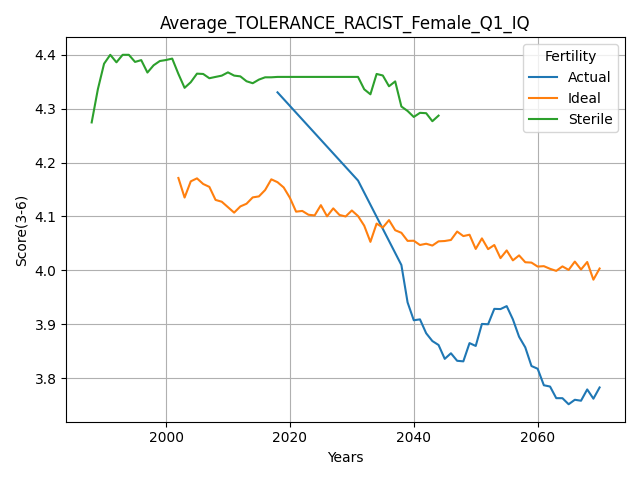 Average_TOLERANCE_RACIST_Female_Q1_IQ
Fertility
Actual
Ideal
Sterile
Score(3-6)
4.4
4.3
4.2
4.1
4.0
3.9
3.8
2000
2020
2040
2060
Years